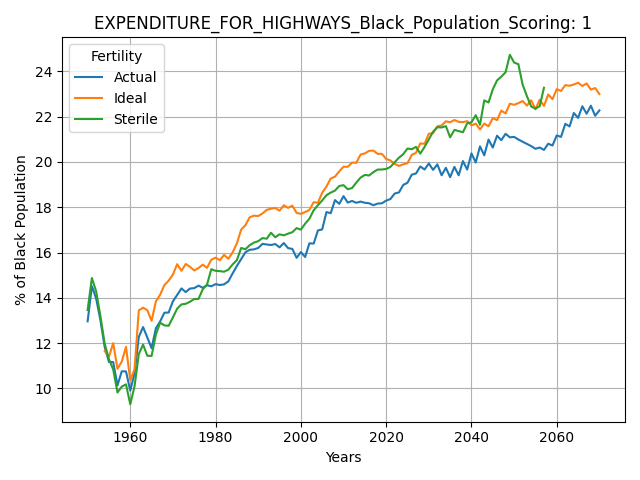 EXPENDITURE_FOR_HIGHWAYS_Black_Population_Scoring: 1
Fertility
Actual
Ideal
Sterile
% of Black Population
24
22
20
18
16
14
12
10
1960
1980
2000
2020
2040
2060
Years